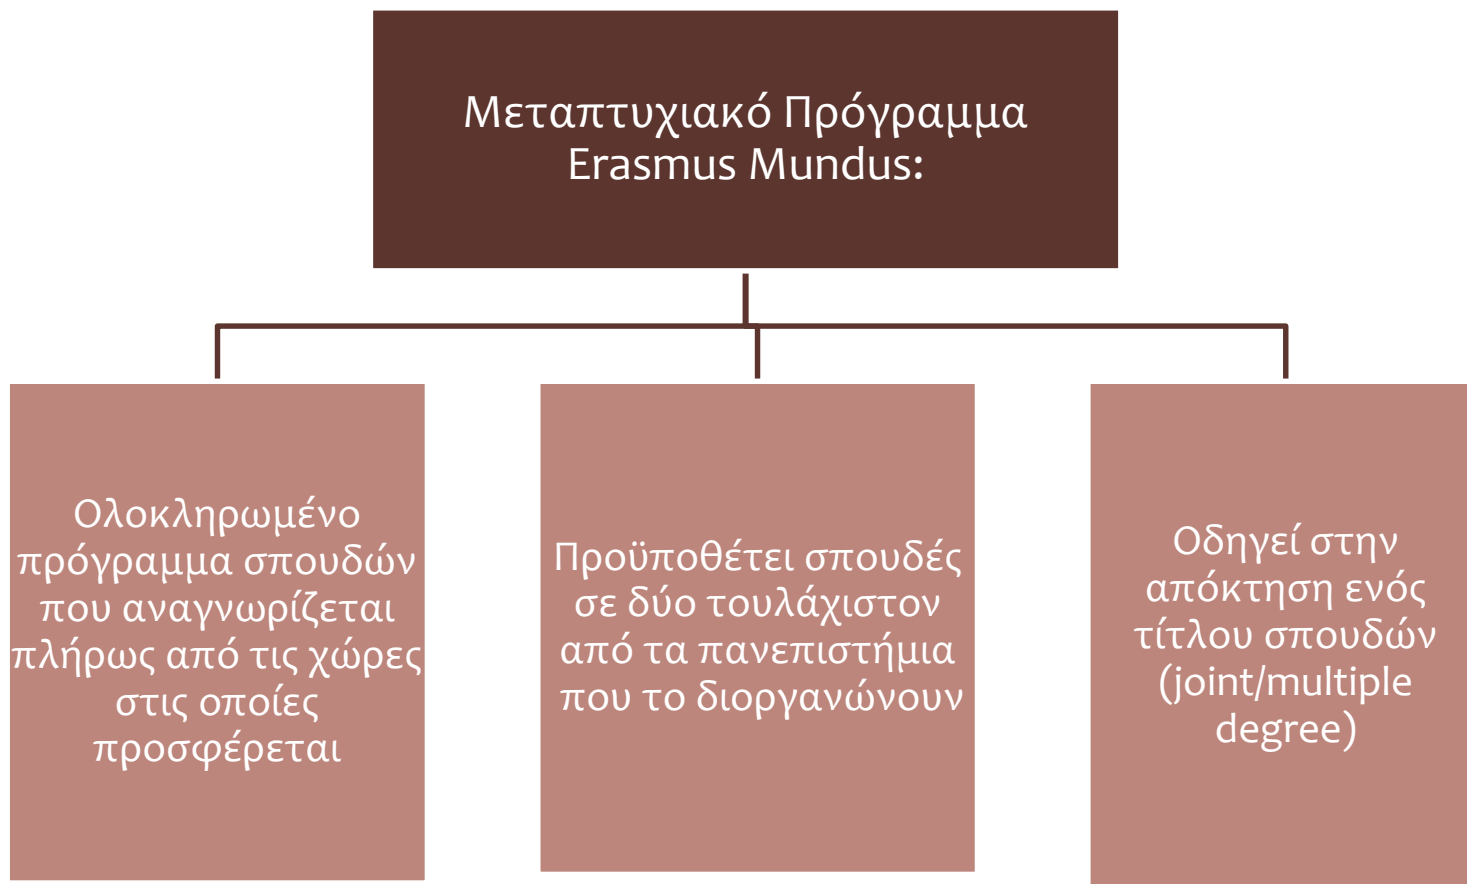 Μεταπτυχιακό Πρόγραμμα
Erasmus Mundus:
Ολοκληρωμένο
πρόγραμμα σπουδών
που αναγνωρίζεται
πλήρως από τις χώρες
στις οποίες
προσφέρεται
Προϋποθέτει σπουδές
σε δύο τουλάχιστον
από τα πανεπιστήμια
που το διοργανώνουν
Οδηγεί στην
απόκτηση ενός
τίτλου σπουδών
(joint/multiple
degree)